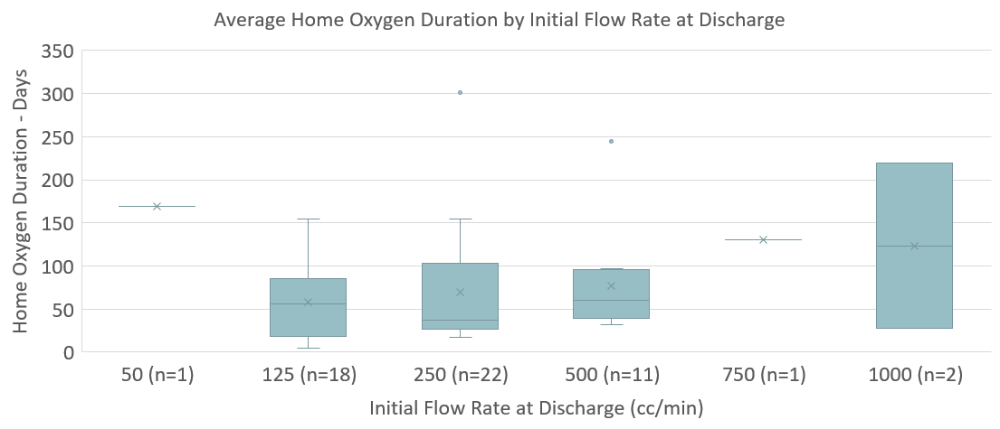 Average Home Oxygen Duration by Initial Flow Rate at Discharge
Home Oxygen Duration - Days
350
300
250
200
150
100
50
0
50 (n=1)
125 (n=18)
250 (n=22)
500 (n=11)
750 (n=1)
1000 (n=2)
Initial Flow Rate at Discharge (cc/min)